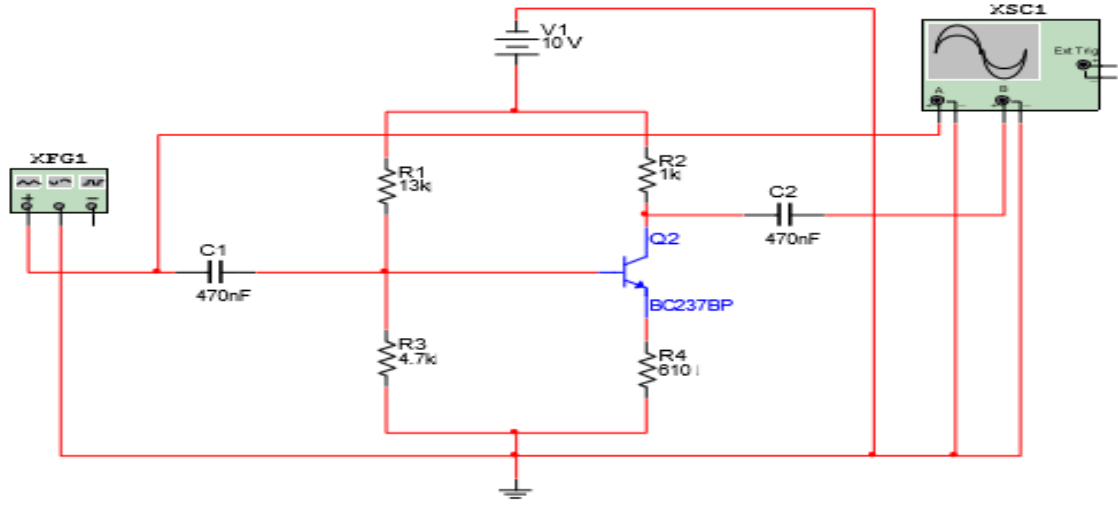 XSC1
V1
10 V
Ext Trig
A
B
XFG1
R1
13k
R2
1k
C2
470nF
Q2
C1
470nF
BC237BP
R3
4.7k
R4